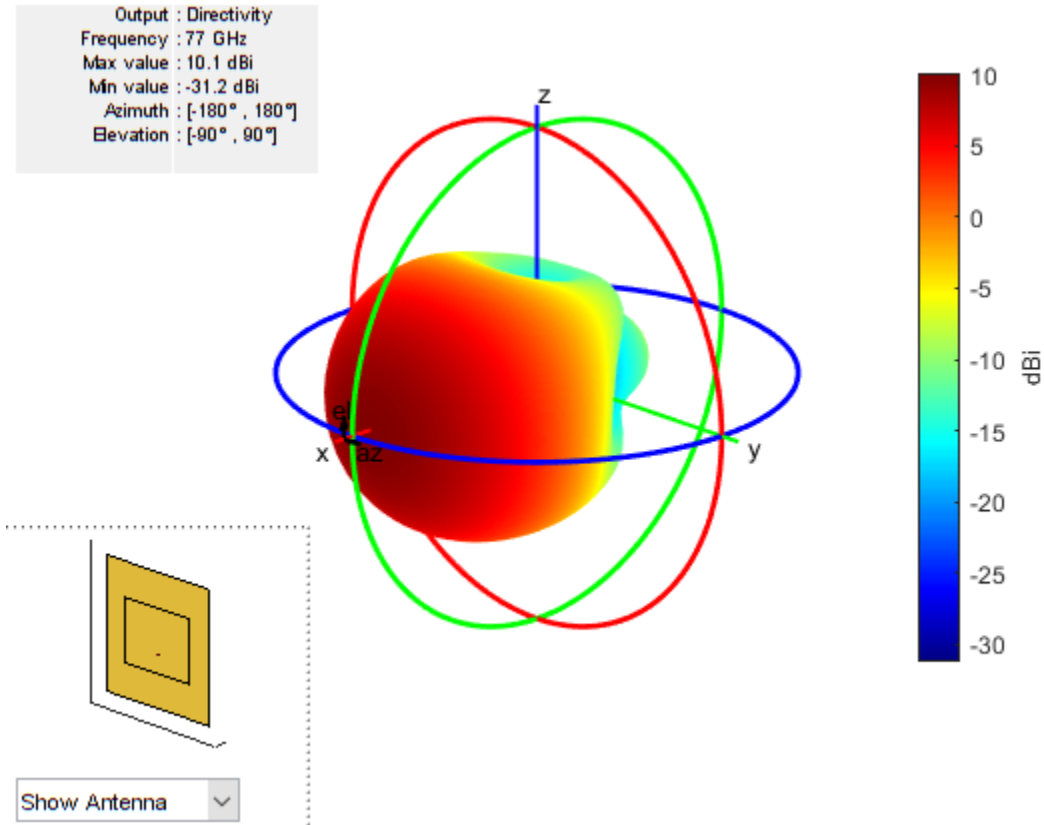 Output : Directivity
Frequency : 77 GHz
Max value : 10.1 dBi
Min value : -31.2 dBi
Azimuth : [-180° , 180°]
Elevation : [-90° , 90°]
z
x
y
el
az
10
5
0
-5
-10
-15
-20
-25
-30
dBi
Show Antenna